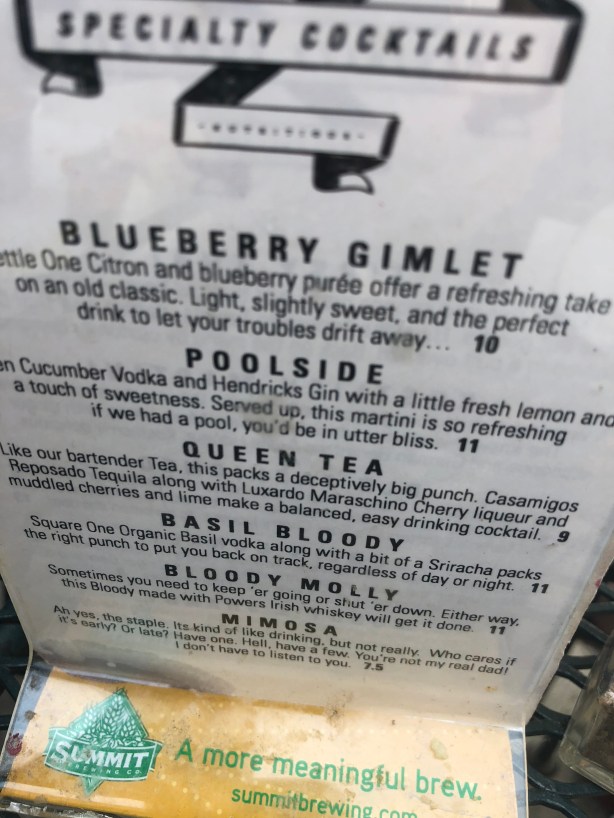 SPECIALTY COCKTAILS
BLUEBERRY GIMLET
ettle One Citron and blueberry purée offer a refreshing take
on an old classic. Light, slightly sweet, and the perfect
drink to let your troubles drift away... 10
POOLSIDE
en Cucumber Vodka and Hendricks Gin with a little fresh lemon and
a touch of sweetness. Served up, this martini is so refreshing
if we had a pool, you'd be in utter bliss. 11
QUEEN TEA
Like our bartender Tea, this packs a deceptively big punch. Casamigos
Reposado Tequila along with Luxardo Maraschino Cherry liqueur and
muddled cherries and lime make a balanced, easy drinking cocktail. 9
BASIL BLOODY
Square One Organic Basil vodka along with a bit of a Sriracha packs
the right punch to put you back on track, regardless of day or night. 11
BLOODY MOLLY
Sometimes you need to keep 'er going or shut 'er down. Either way,
this Bloody made with Powers Irish whiskey will get it done. 11
MIMOSA
Ah yes, the staple. Its kind of like drinking, but not really. Who cares if
it's early? Or late? Have one. Hell, have a few. You're not my real dad!
I don't have to listen to you. 7.5
SUMMIT
BREWING CO.
A more meaningful brew.
summitbrewing.com